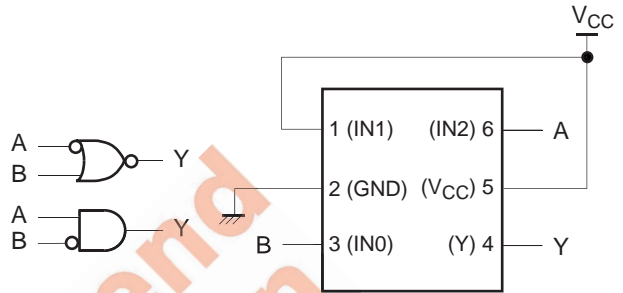 VCC
A
B
Y
A
B
Y
1 (IN1)
(IN2) 6
A
2 (GND)
(VCC) 5
B
3 (IN0)
(Y) 4
Y